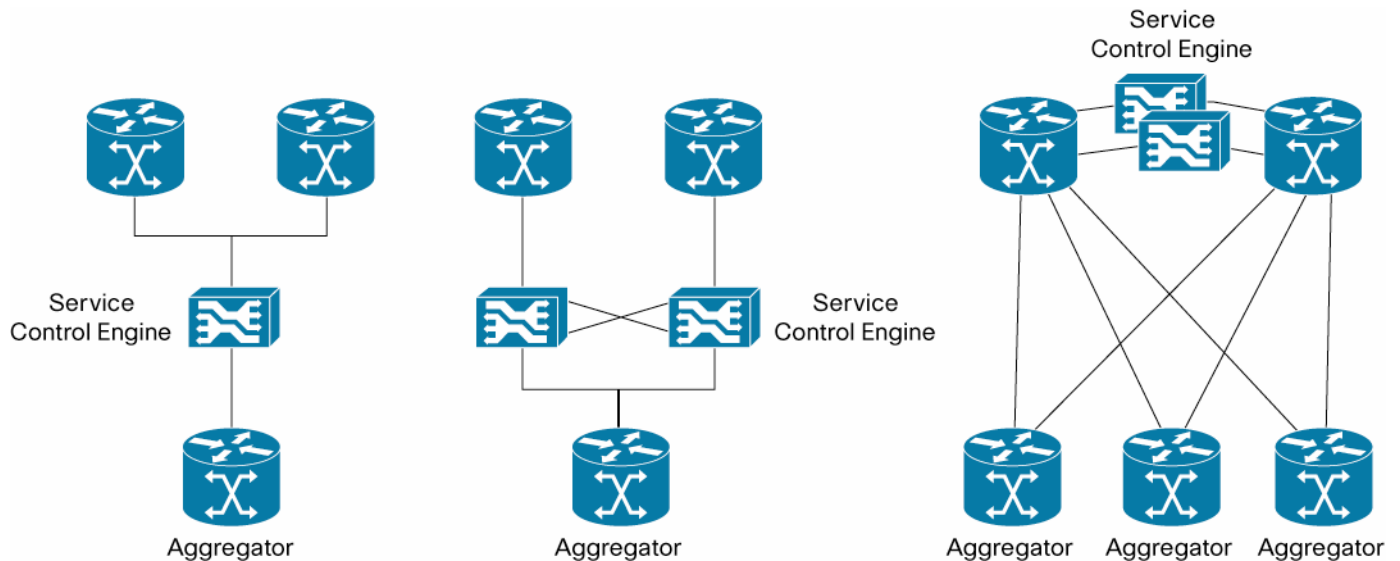 Service
Control Engine
Aggregator
Service
Control Engine
Aggregator
Service
Control Engine
Aggregator
Aggregator
Aggregator